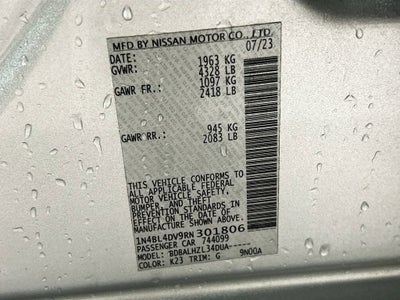 MFD BY NISSAN MOTOR CO., LTD.
DATE: 07/23
GVWR: 1963 KG
4328 LB
GAWR FR.: 1097 KG
2418 LB
GAWR RR.: 945 KG
2083 LB
THIS VEHICLE CONFORMS TO
ALL APPLICABLE FEDERAL
MOTOR VEHICLE SAFETY,
BUMPER, AND THEFT
PREVENTION STANDARDS IN
EFFECT ON THE DATE OF
MANUFACTURE SHOWN ABOVE.
1N4BL4DV9RN301806
PASSENGER CAR 744099
MODEL: BDBALHZL34DUA-----
COLOR: K23 TRIM: G 9N00A